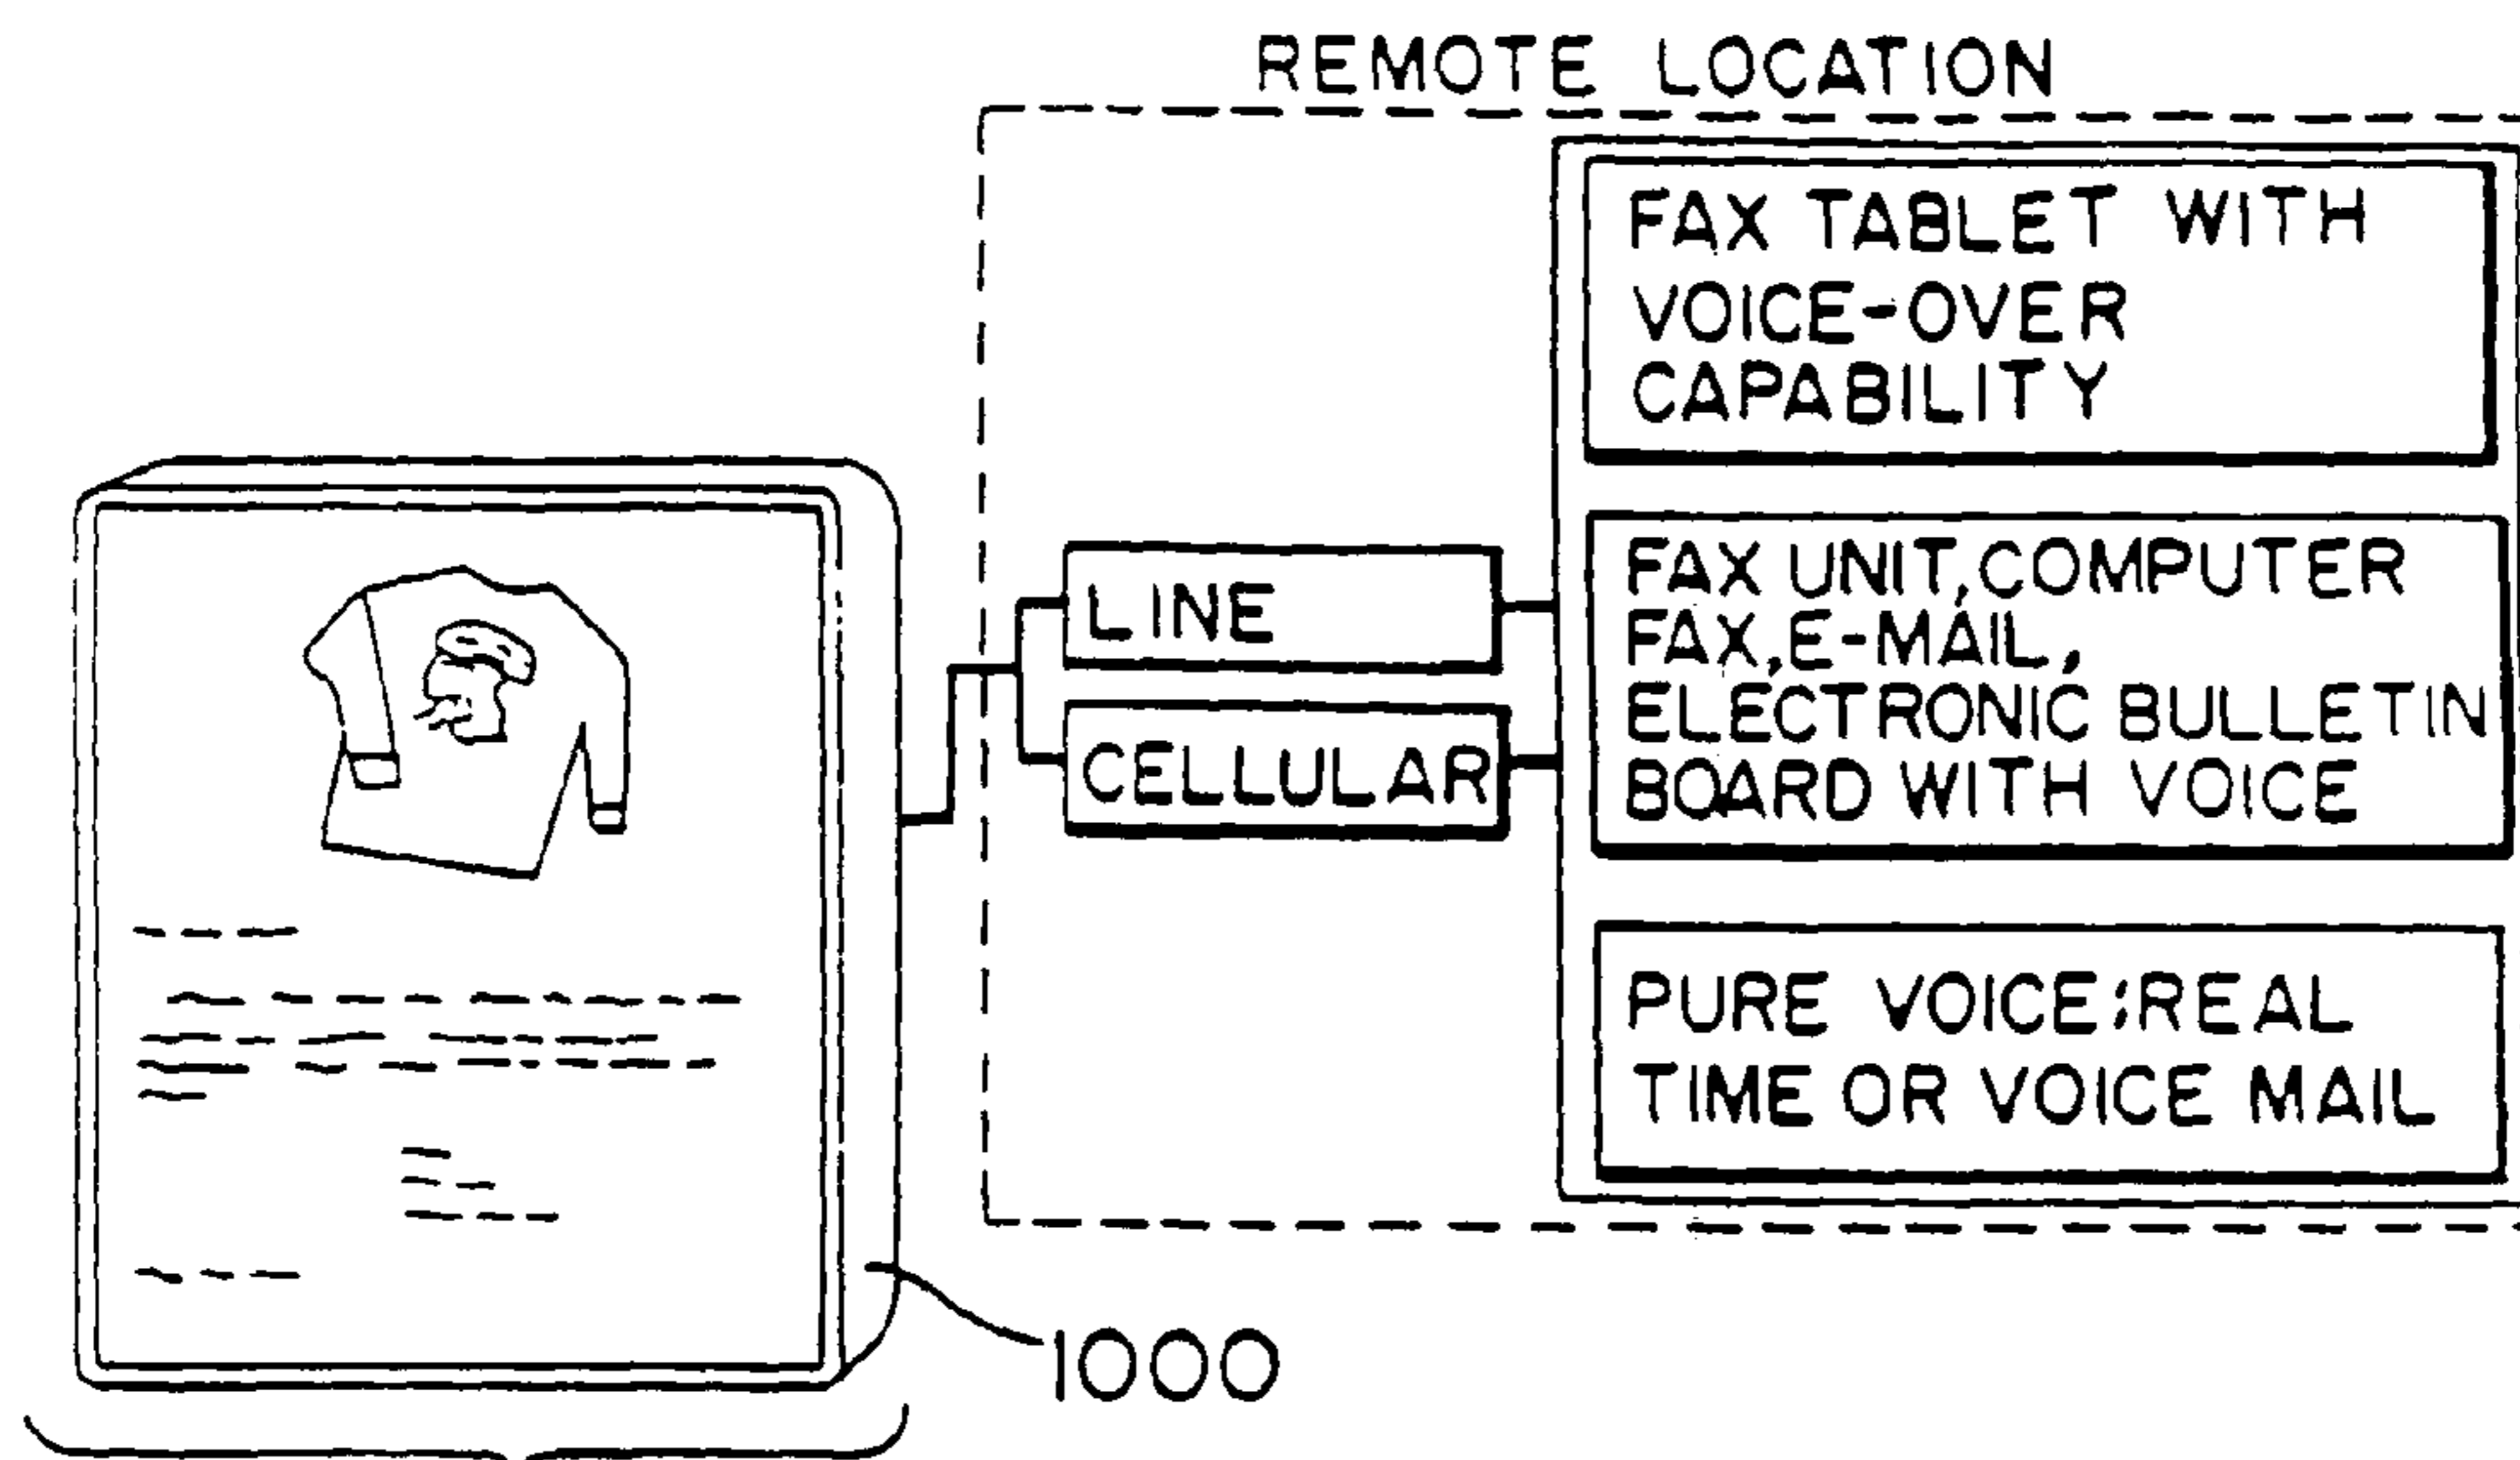 REMOTE LOCATION
FAX TABLET WITH
VOICE-OVER
CAPABILITY
LINE
CELLULAR
FAX UNIT, COMPUTER
FAX, E-MAIL,
ELECTRONIC BULLETIN
BOARD WITH VOICE
PURE VOICE: REAL
TIME OR VOICE MAIL
1000